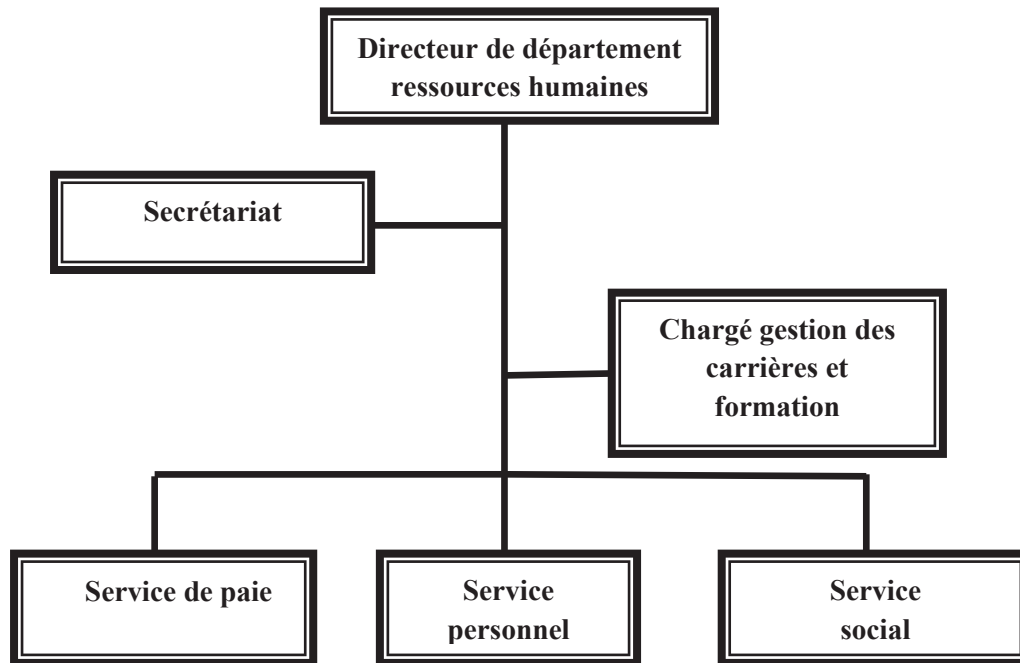 Directeur de département
ressources humaines
Secrétariat
Chargé gestion des
carrières et
formation
Service de paie
Service
personnel
Service
social